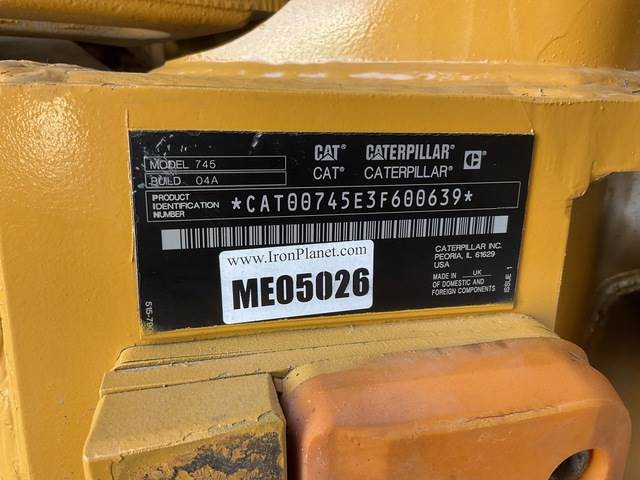 MODEL 745
BUILD 04A
CAT® CATERPILLAR® C
CAT® CATERPILLAR®
PRODUCT IDENTIFICATION NUMBER
*CAT00745E3F600639*
www.IronPlanet.com
ME05026
CATERPILLAR INC.
PEORIA, IL 61629
USA
MADE IN UK
OF DOMESTIC AND
FOREIGN COMPONENTS
ISSUE 1